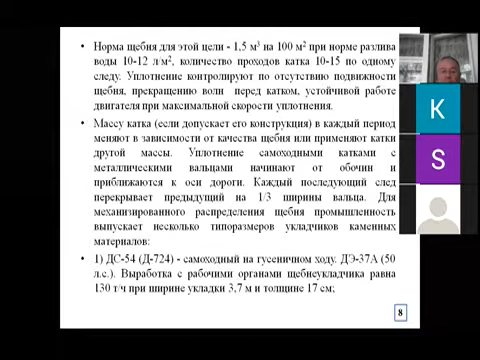 • Норма щебня для этой цели - 1,5 м³ на 100 м² при норме разлива
воды 10-12 л/м², количество проходов катка 10-15 по одному
следу. Уплотнение контролируют по отсутствию подвижности
щебня, прекращению волн перед катком, устойчивой работе
двигателя при максимальной скорости уплотнения.
• Массу катка (если допускает его конструкция) в каждый период
меняют в зависимости от качества щебня или применяют катки
другой массы. Уплотнение самоходными катками с
металлическими вальцами начинают от обочин и
приближаются к оси дороги. Каждый последующий след
перекрывает предыдущий на 1/3 ширины вальца. Для
механизированного распределения щебня промышленность
выпускает несколько типоразмеров укладчиков каменных
материалов:
• 1) ДС-54 (Д-724) - самоходный на гусеничном ходу. ДЭ-37А (50
л.с.). Выработка с рабочими органами щебнеукладчика равна
130 т/ч при ширине укладки 3,7 м и толщине 17 см;
8
K
S